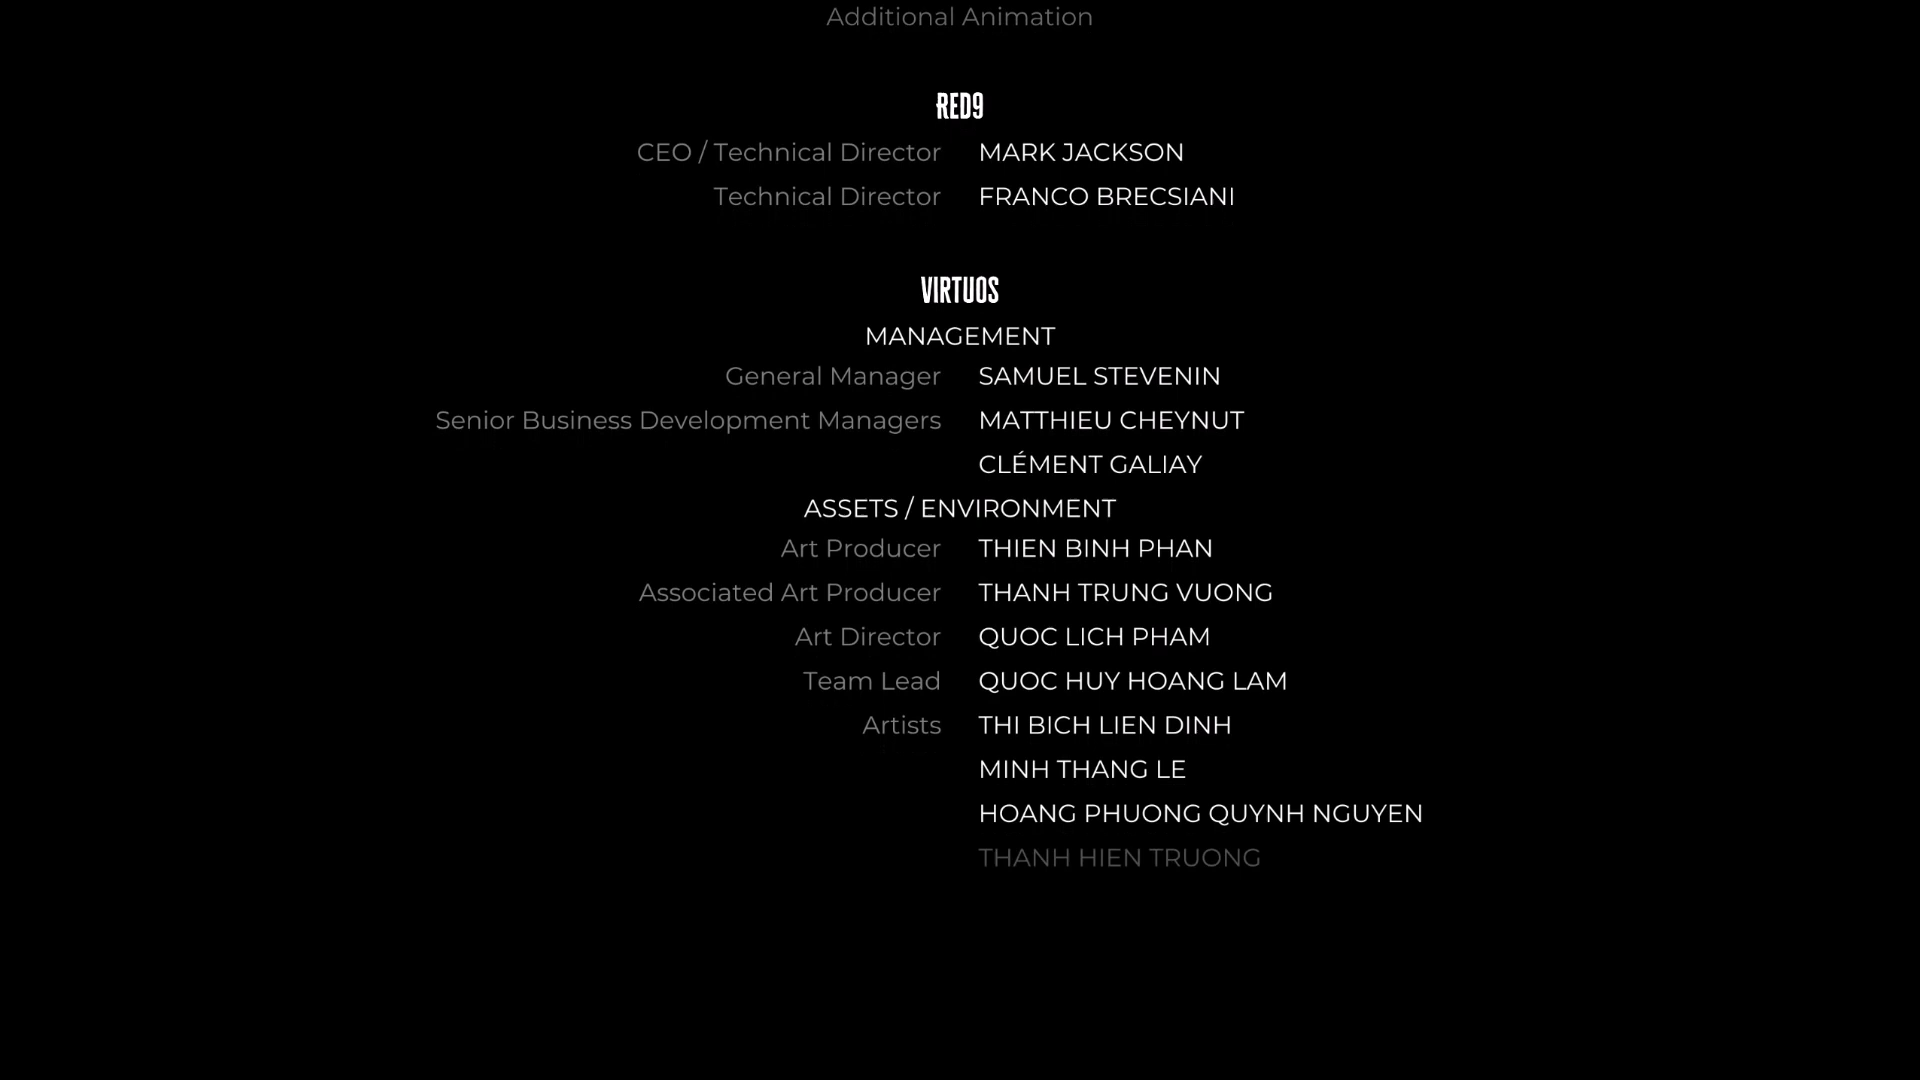 Additional Animation
RED9
CEO / Technical Director MARK JACKSON
Technical Director FRANCO BRECSIANI
VIRTUOS
MANAGEMENT
General Manager SAMUEL STEVENIN
Senior Business Development Managers MATTHIEU CHEYNUT
CLÉMENT GALIAY
ASSETS / ENVIRONMENT
Art Producer THIEN BINH PHAN
Associated Art Producer THANH TRUNG VUONG
Art Director QUOC LICH PHAM
Team Lead QUOC HUY HOANG LAM
Artists THI BICH LIEN DINH
MINH THANG LE
HOANG PHUONG QUYNH NGUYEN
THANH HIEN TRUONG